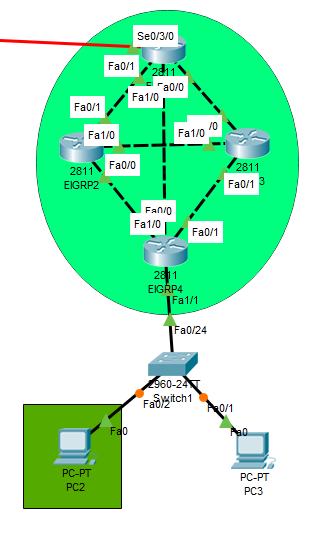 Se0/3/0
Fa0/1
2811
Fa0/0
Fa1/0
Fa0/1
/0
Fa1/0
Fa1/0
2811
Fa0/0
2811
EIGRP2
3
Fa0/1
Fa0/0
Fa1/0
Fa0/1
2811
EIGRP4
Fa1/1
Fa0/24
2960-24TT
Switch1
Fa0/2
Fa0/1
Fa0
Fa0
PC-PT
PC2
PC-PT
PC3